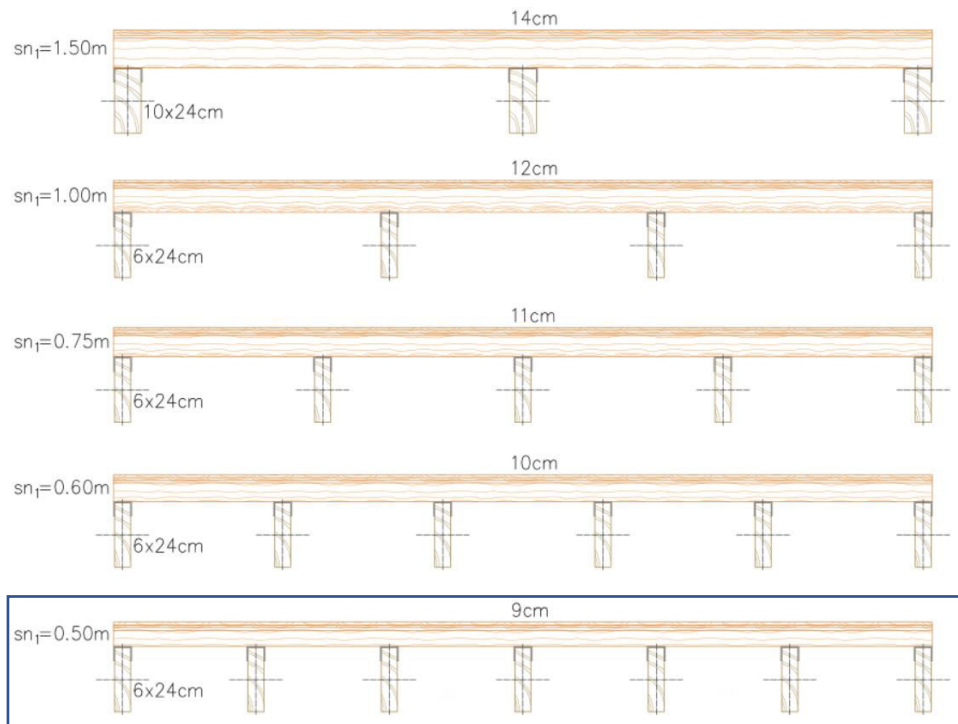 14cm
sn₁=1.50m
10x24cm
12cm
sn₁=1.00m
6x24cm
11cm
sn₁=0.75m
6x24cm
10cm
sn₁=0.60m
6x24cm
9cm
sn₁=0.50m
6x24cm